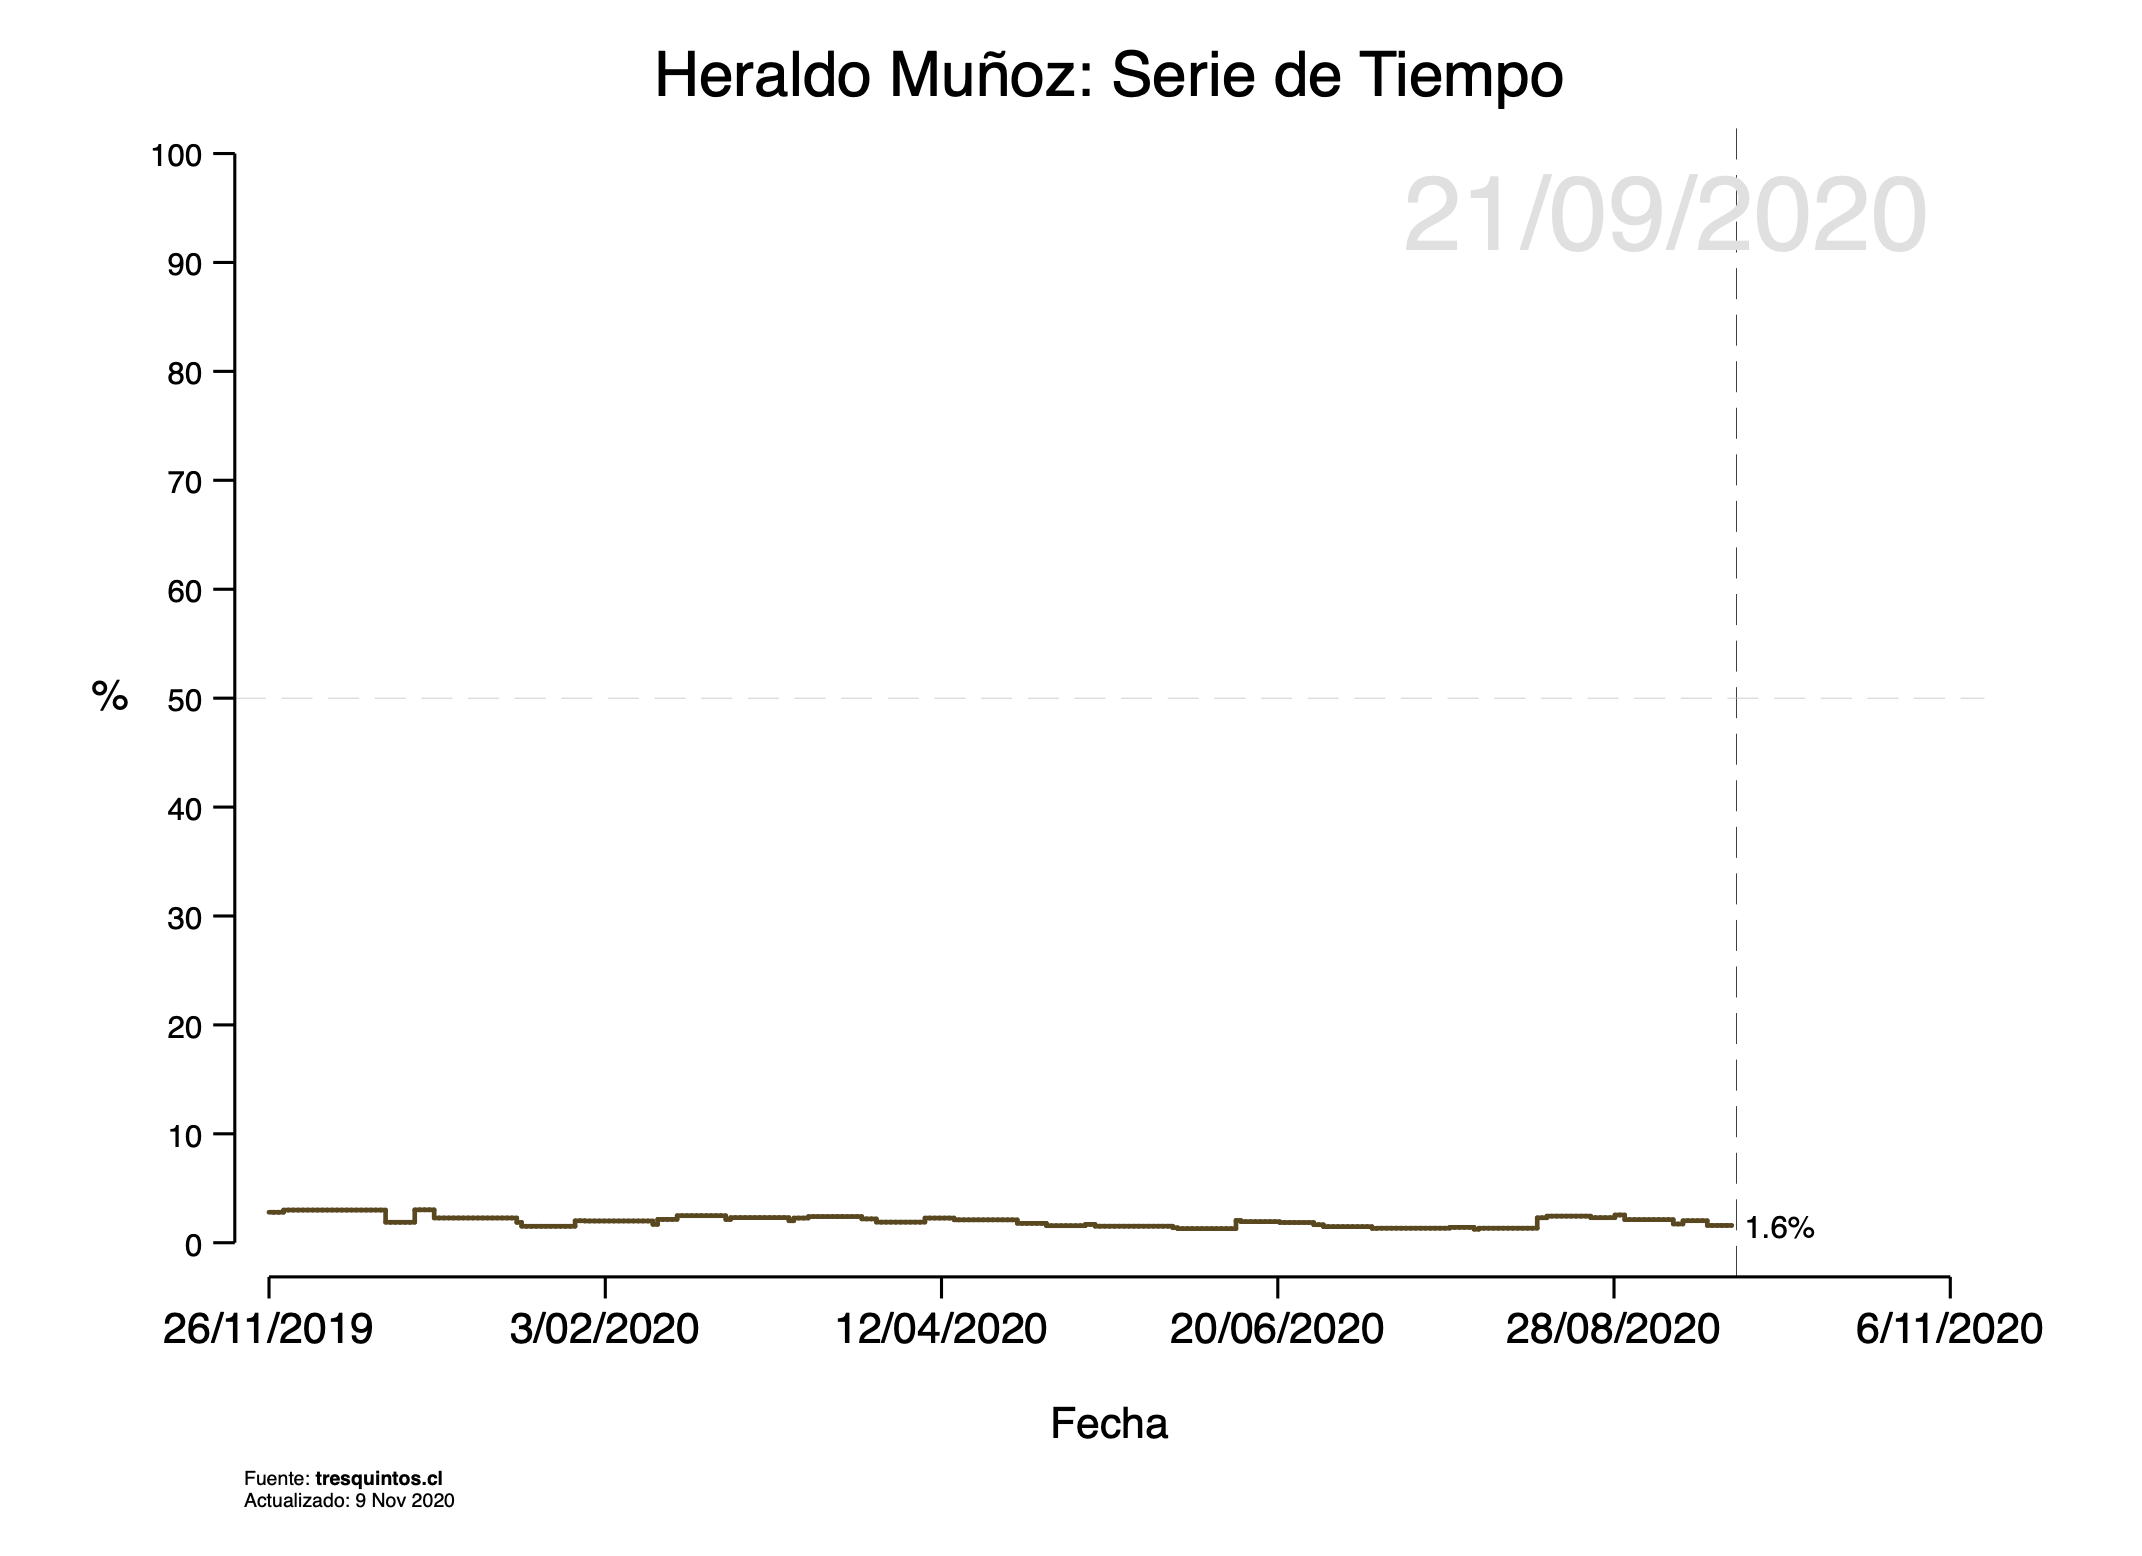 Heraldo Muñoz: Serie de Tiempo
21/09/2020
100
90
80
70
60
50
40
30
20
10
0
%
1.6%
26/11/2019 3/02/2020 12/04/2020 20/06/2020 28/08/2020 6/11/2020
Fecha
Fuente: tresquintos.cl
Actualizado: 9 Nov 2020